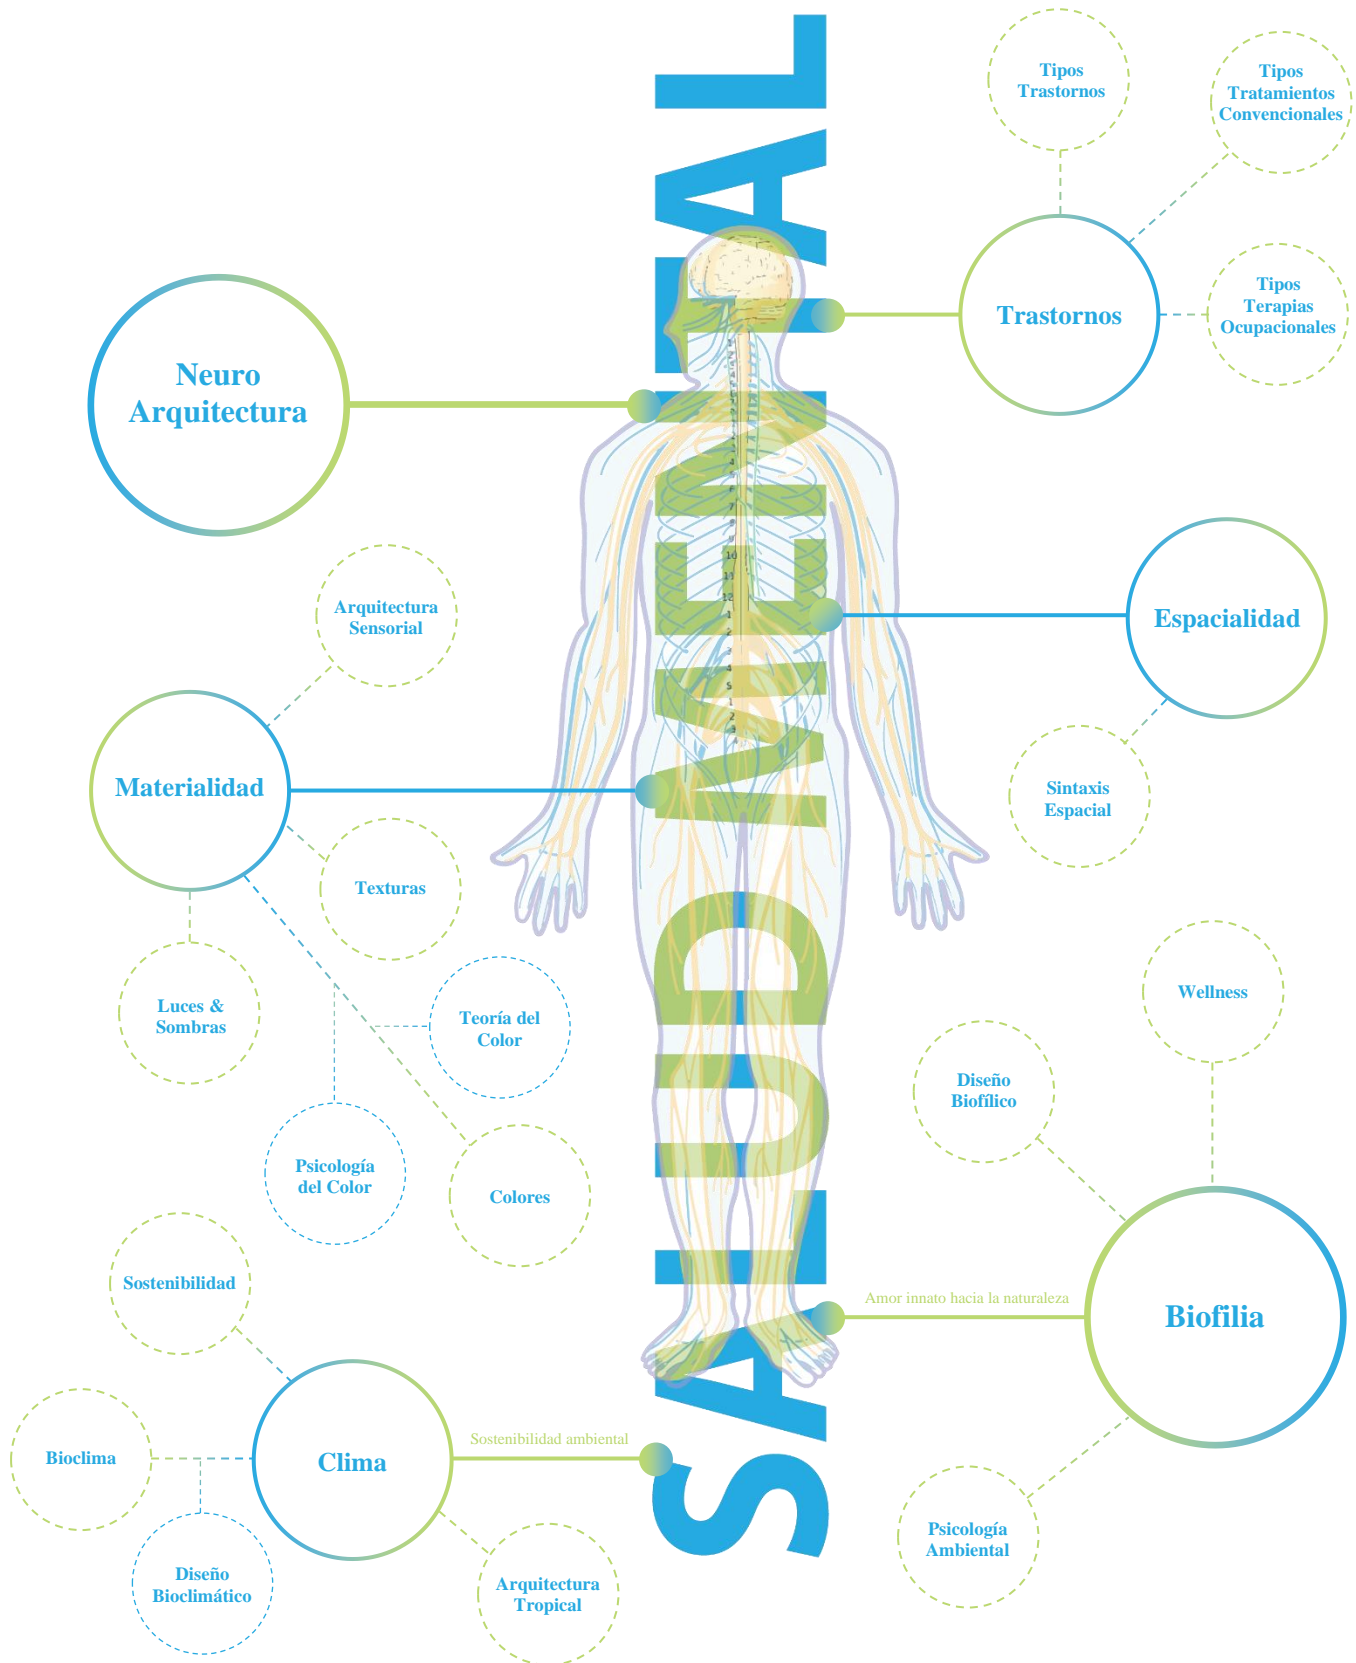 SALUD MENTAL
Tipos
Trastornos
Tipos
Tratamientos
Convencionales
Trastornos
Tipos
Terapias
Ocupacionales
Neuro
Arquitectura
Espacialidad
Sintaxis
Espacial
Arquitectura
Sensorial
Materialidad
Texturas
Luces &
Sombras
Teoría del
Color
Psicología
del Color
Colores
Wellness
Diseño
Biofílico
Amor innato hacia la naturaleza
Biofilia
Psicología
Ambiental
Sostenibilidad
Bioclima
Clima
Sostenibilidad ambiental
Diseño
Bioclimático
Arquitectura
Tropical